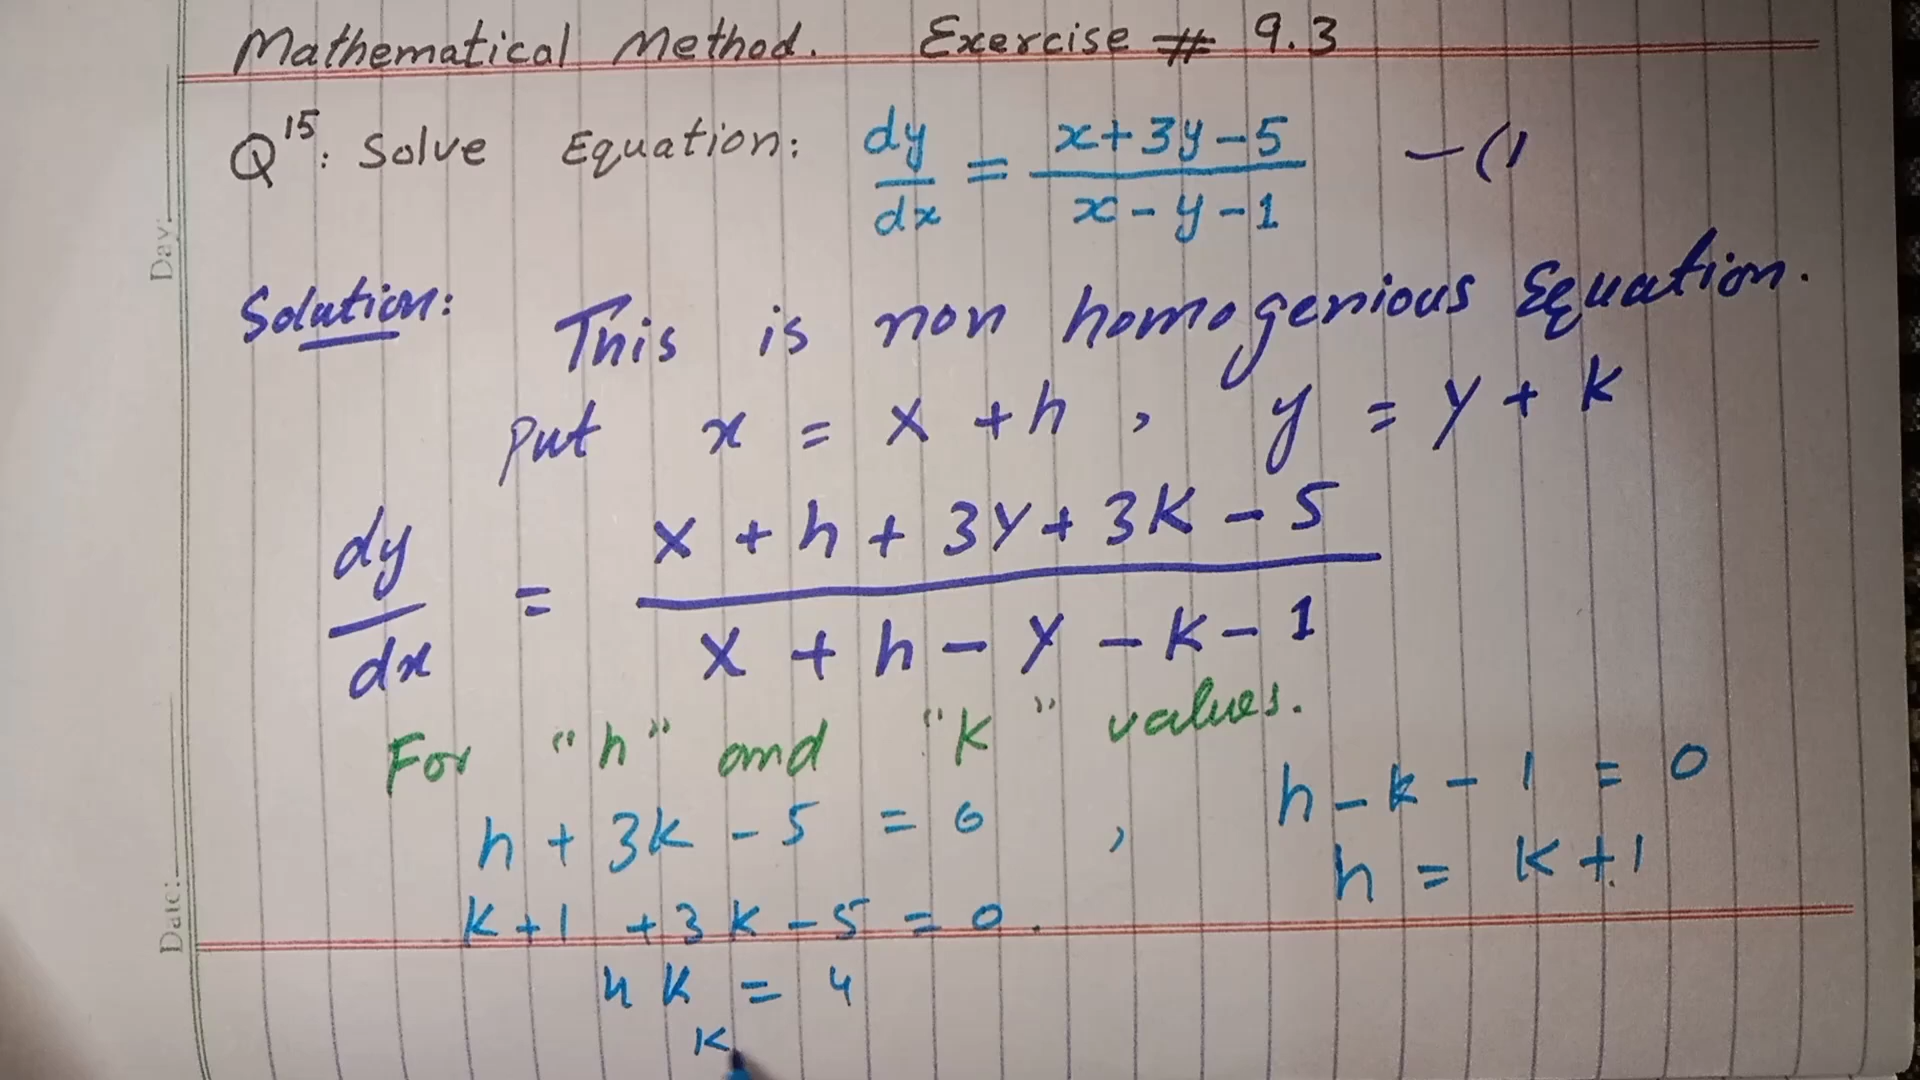 Mathematical Method. Exercise # 9.3
Q15: Solve Equation: dy/dx = (x+3y-5)/(x-y-1) —(1
Day:
Solution: This is non homogenious Equation.
Put x = X + h , y = Y + K
dy/dx = (X + h + 3Y + 3K - 5)/(X + h - Y - K - 1)
For "h" and "K" values.
h + 3K - 5 = 0 , h - K - 1 = 0
h = K + 1
K + 1 + 3K - 5 = 0.
Date:
4K = 4
K